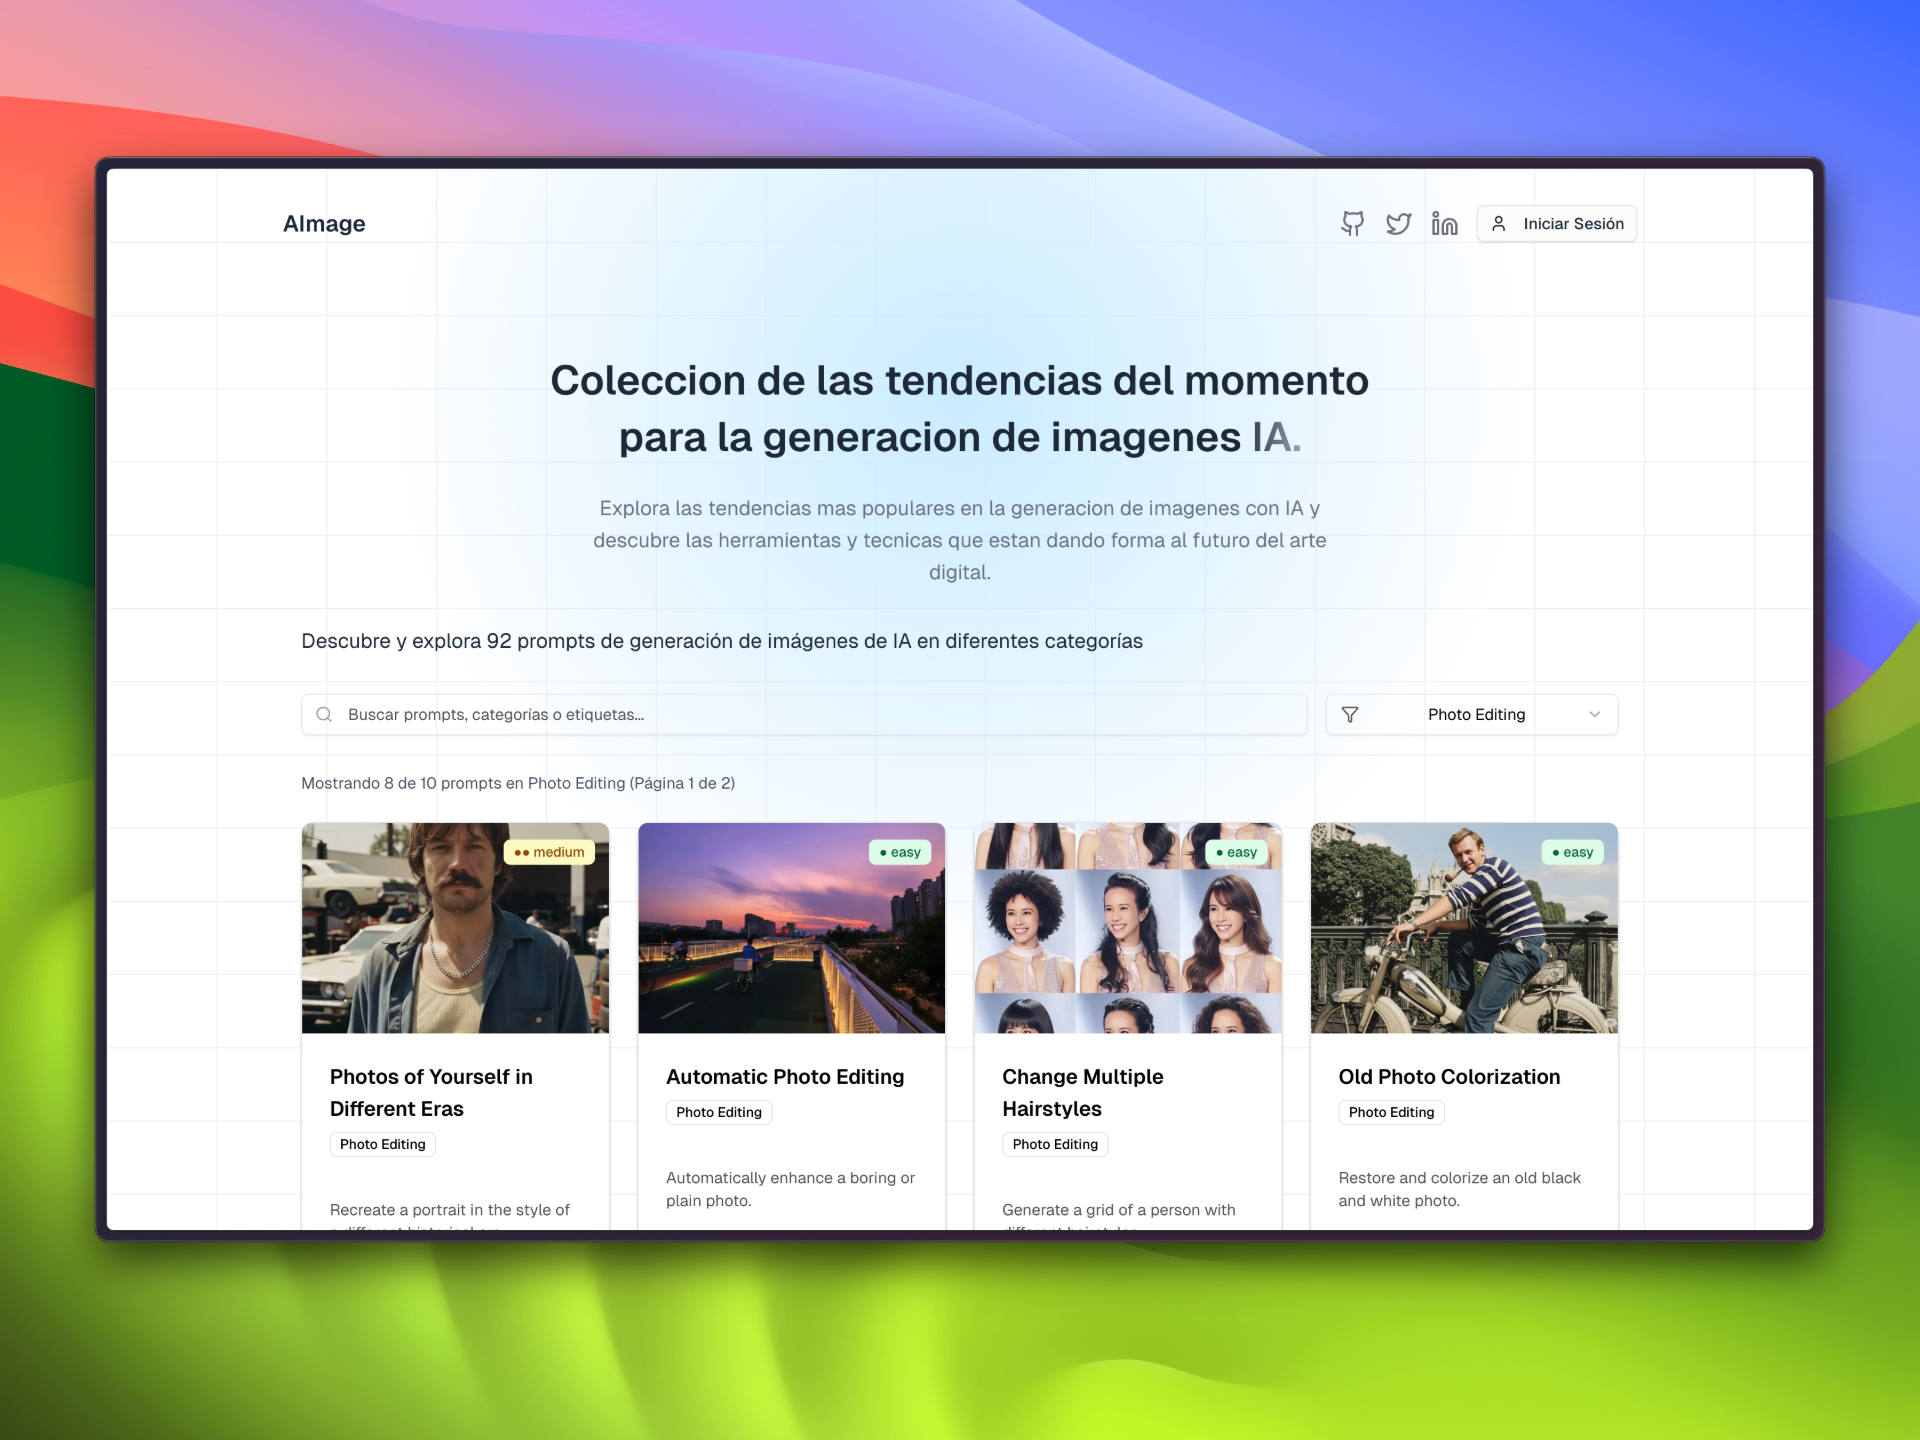 AImage
Iniciar Sesión
Coleccion de las tendencias del momento
para la generacion de imagenes IA.
Explora las tendencias mas populares en la generacion de imagenes con IA y
descubre las herramientas y tecnicas que estan dando forma al futuro del arte
digital.
Descubre y explora 92 prompts de generación de imágenes de IA en diferentes categorías
Buscar prompts, categorías o etiquetas...
Photo Editing
Mostrando 8 de 10 prompts en Photo Editing (Página 1 de 2)
medium
Photos of Yourself in
Different Eras
Photo Editing
Recreate a portrait in the style of
easy
Automatic Photo Editing
Photo Editing
Automatically enhance a boring or
plain photo.
easy
Change Multiple
Hairstyles
Photo Editing
Generate a grid of a person with
easy
Old Photo Colorization
Photo Editing
Restore and colorize an old black
and white photo.